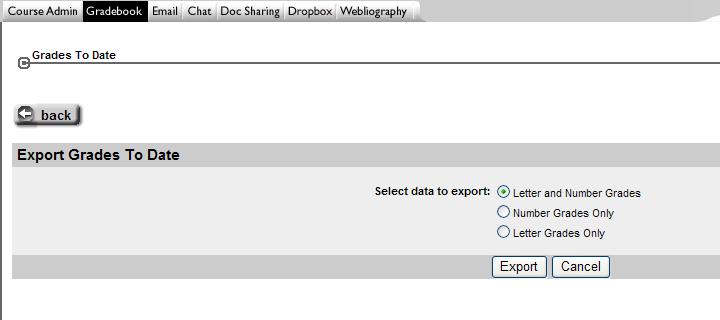 Course Admin Gradebook Email Chat Doc Sharing Dropbox Webliography
Grades To Date
back
Export Grades To Date
Select data to export: Letter and Number Grades
Number Grades Only
Letter Grades Only
Export Cancel